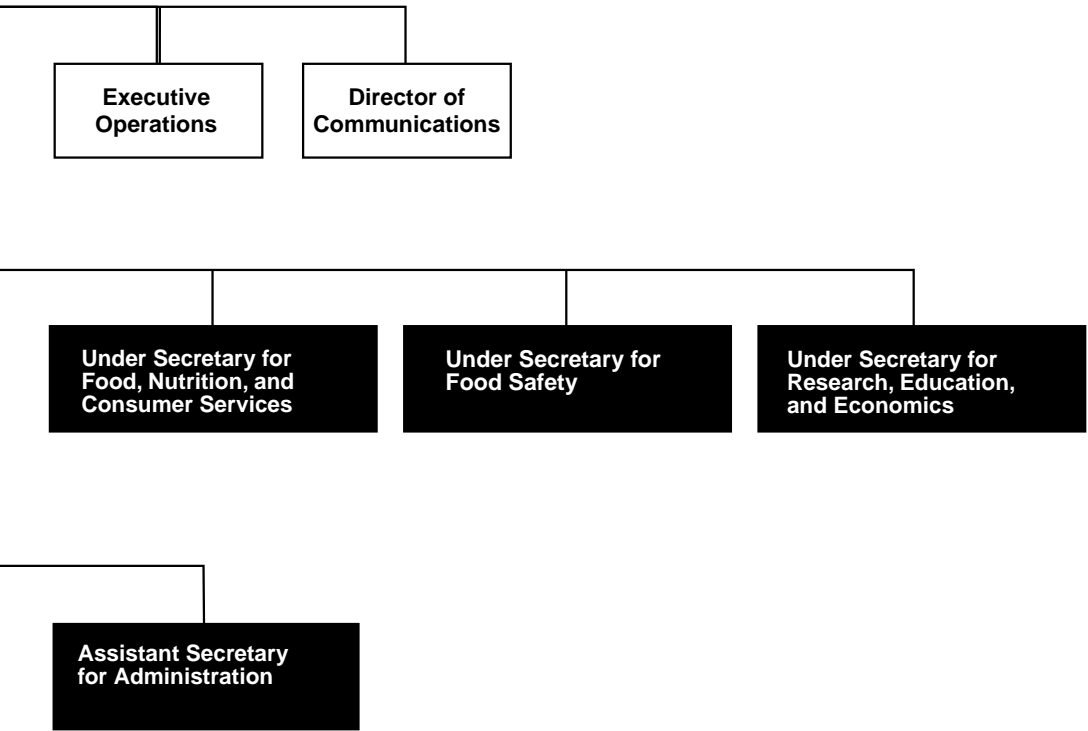 Executive
Operations
Director of
Communications
Under Secretary for
Food, Nutrition, and
Consumer Services
Under Secretary for
Food Safety
Under Secretary for
Research, Education,
and Economics
Assistant Secretary
for Administration